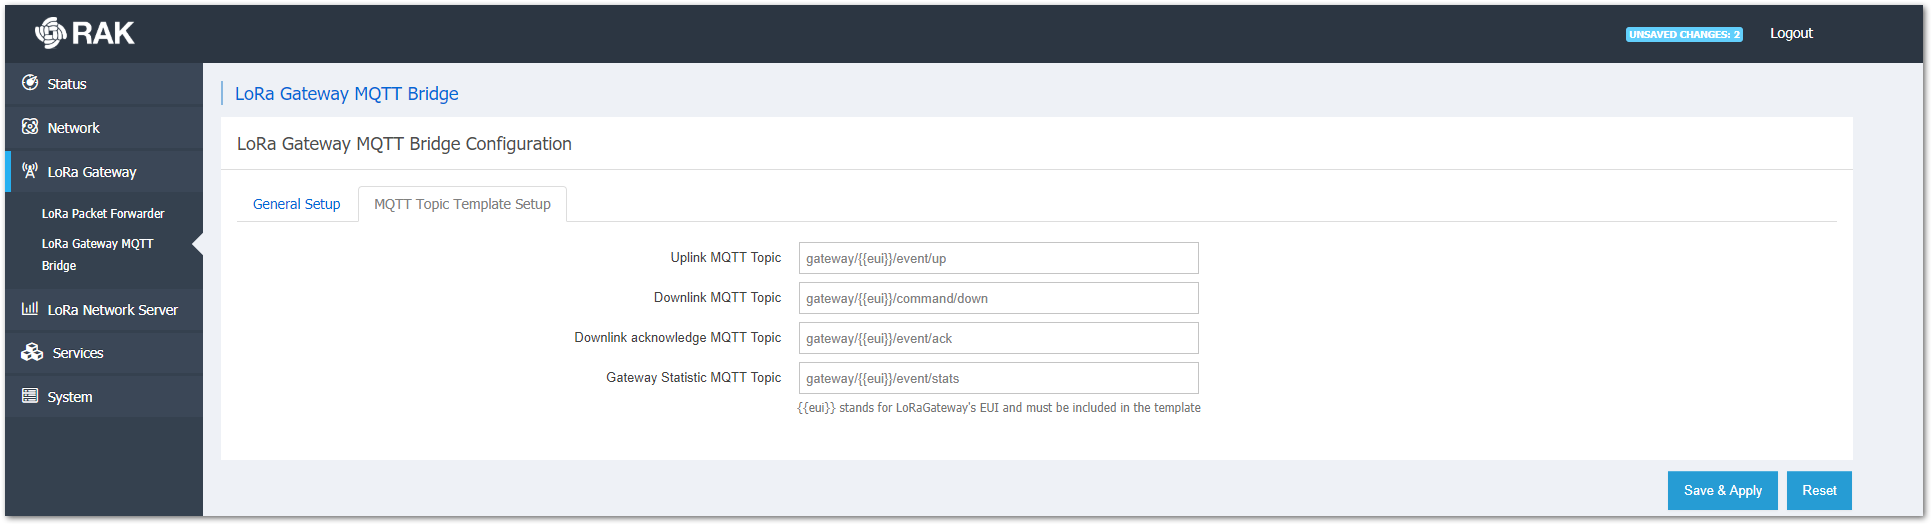 RAK
UNSAVED CHANGES: 2
Logout
Status
Network
LoRa Gateway
LoRa Packet Forwarder
LoRa Gateway MQTT
Bridge
LoRa Network Server
Services
System
LoRa Gateway MQTT Bridge
LoRa Gateway MQTT Bridge Configuration
General Setup
MQTT Topic Template Setup
Uplink MQTT Topic
gateway/{{eui}}/event/up
Downlink MQTT Topic
gateway/{{eui}}/command/down
Downlink acknowledge MQTT Topic
gateway/{{eui}}/event/ack
Gateway Statistic MQTT Topic
gateway/{{eui}}/event/stats
{{eui}} stands for LoRaGateway's EUI and must be included in the template
Save & Apply
Reset